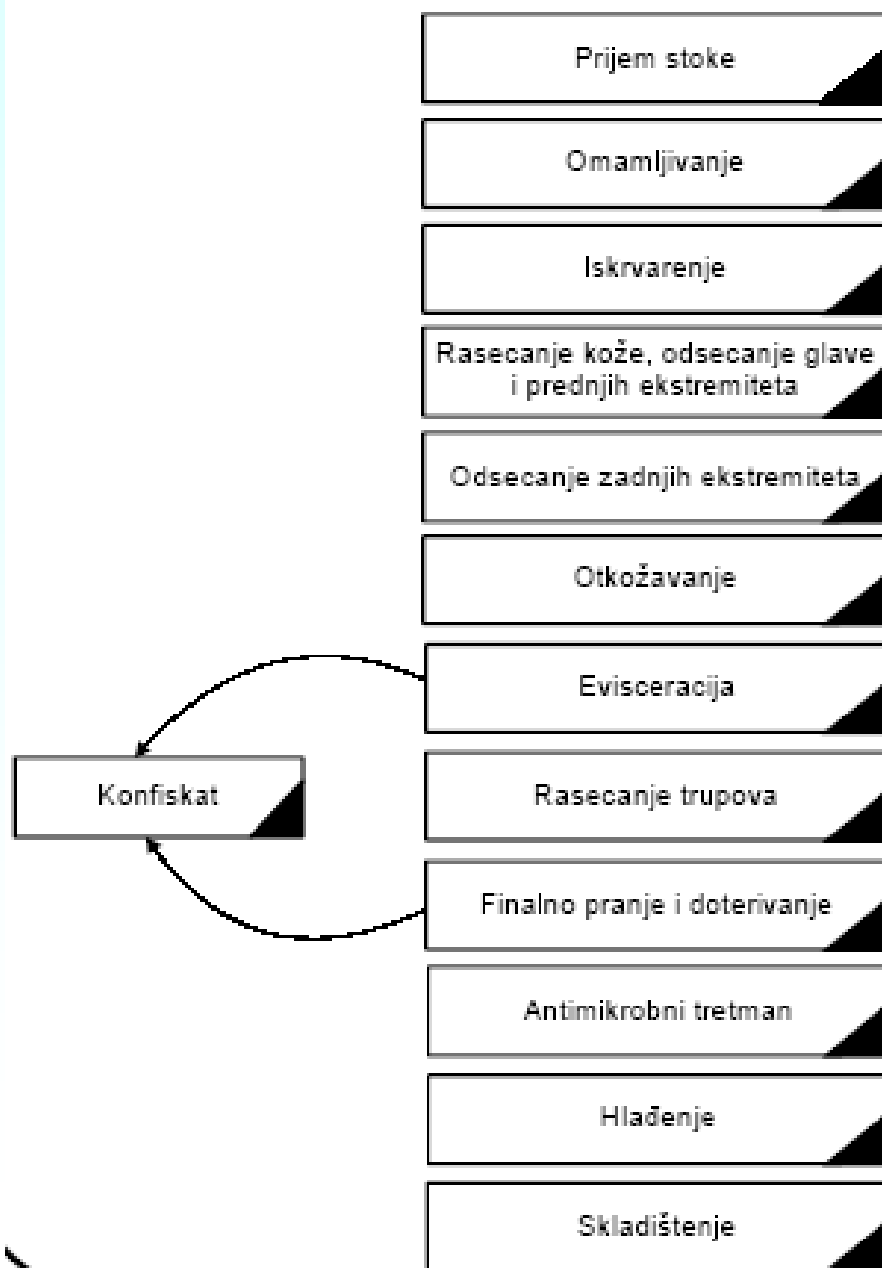 Prijem stoke
Omamljivanje
Iskrvarenje
Rasecanje kože, odsecanje glave
i prednjih ekstremiteta
Odsecanje zadnjih ekstremiteta
Otkožavanje
Evisceracija
Konfiskat
Rasecanje trupova
Finalno pranje i doterivanje
Antimikrobni tretman
Hlađenje
Skladištenje